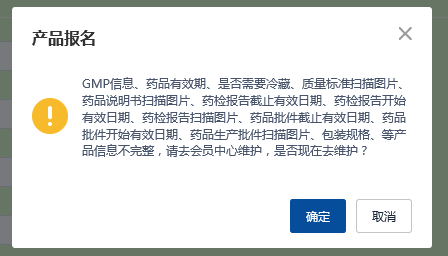 产品报名
GMP信息、药品有效期、是否需要冷藏、质量标准扫描图片、
药品说明书扫描图片、药检报告截止有效日期、药检报告开始
有效日期、药检报告扫描图片、药品批件截止有效日期、药品
批件开始有效日期、药品生产批件扫描图片、包装规格、等产
品信息不完整，请去会员中心维护，是否现在去维护？
确定
取消